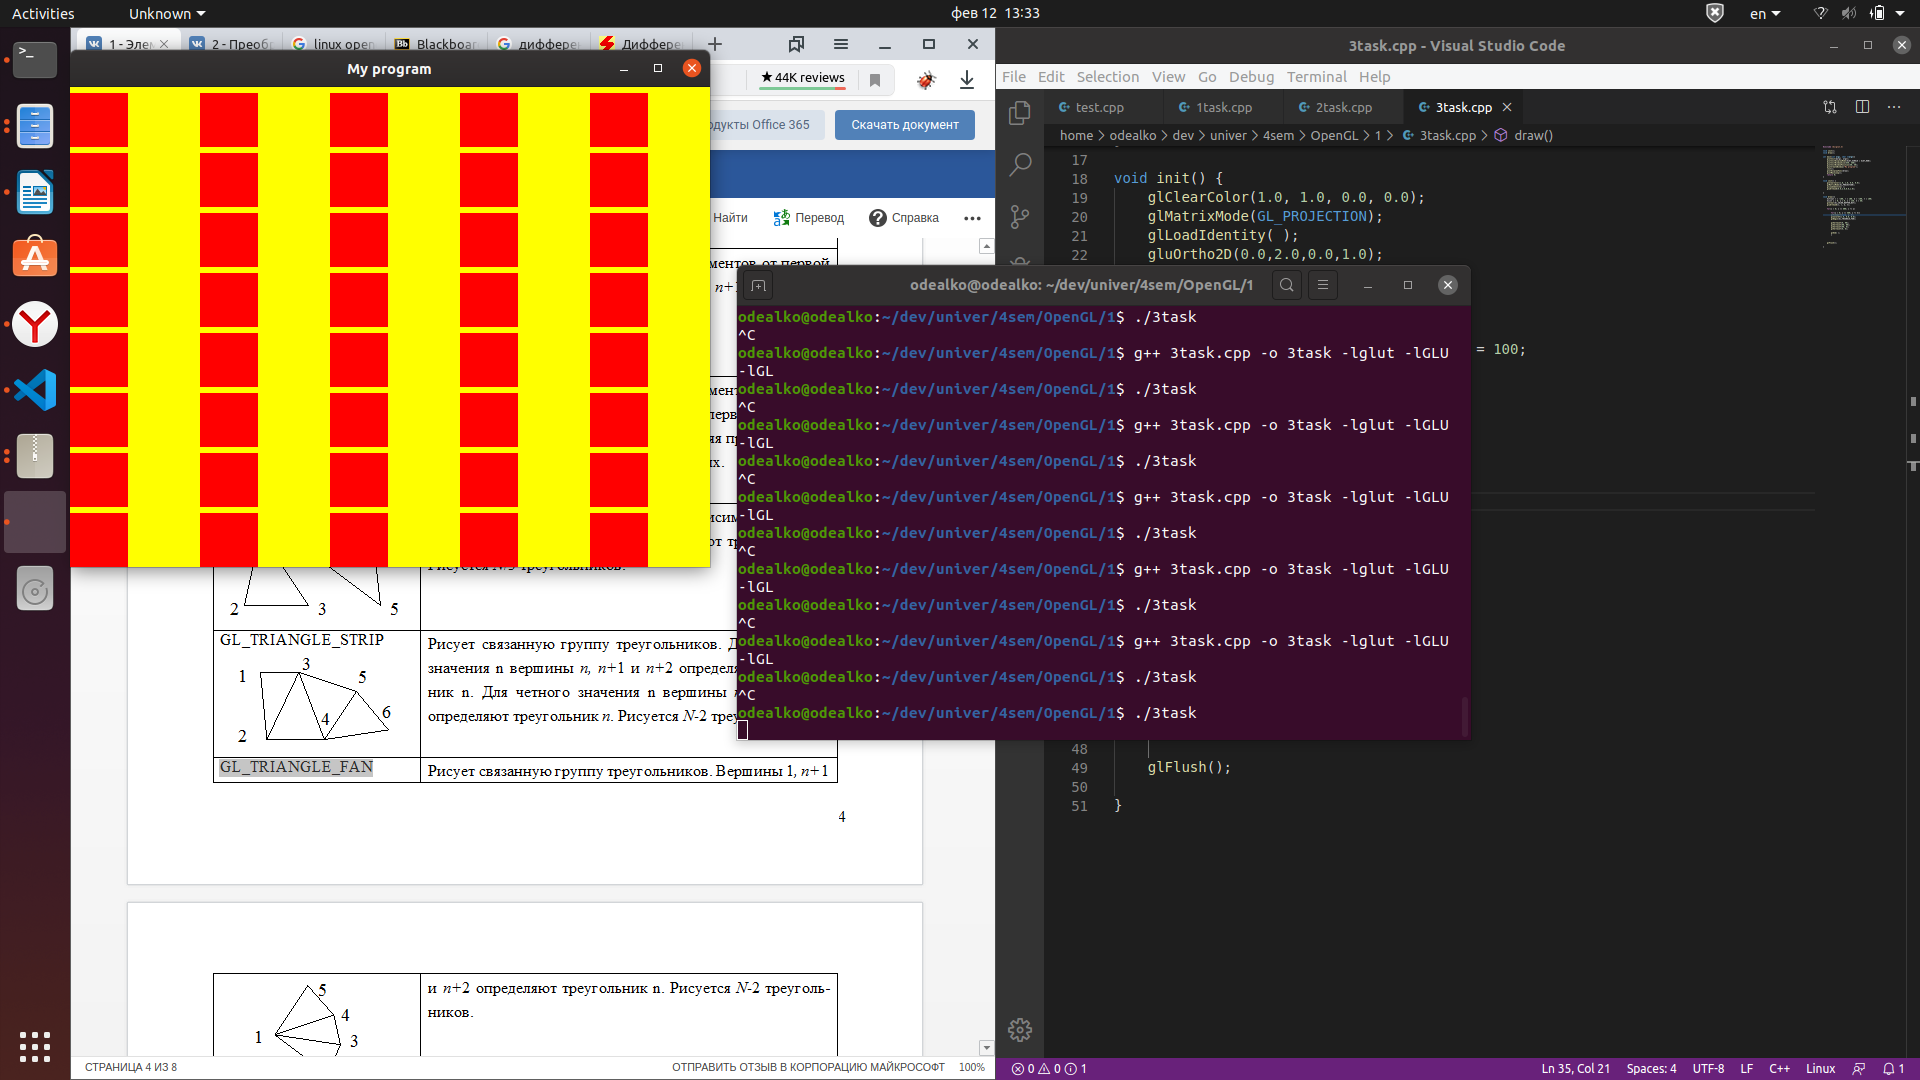 Activities
Unknown
фев 12 13:33
en
1 - Эле
2 - Преоб
linux open
Blackboar
диффере
Диффере
My program
44K reviews
одукты Office 365
Скачать документ
Найти
Перевод
Справка
ментов от первой
n+1
менто
перв
ия пр
их.
исим
от тр
2
3
5
GL_TRIANGLE_STRIP
1
3
5
2
4
6
Рисует связанную группу треугольников. Д
значения n вершины n, n+1 и n+2 определя
ник n. Для четного значения n вершины
определяют треугольник n. Рисуется N-2 треу
GL_TRIANGLE_FAN
Рисует связанную группу треугольников. Вершины 1, n+1
4
5
4
1
3
и n+2 определяют треугольник n. Рисуется N-2 треуголь-
ников.
СТРАНИЦА 4 ИЗ 8
ОТПРАВИТЬ ОТЗЫВ В КОРПОРАЦИЮ МАЙКРОСОФТ
100%
odealko@odealko: ~/dev/univer/4sem/OpenGL/1
odealko@odealko:~/dev/univer/4sem/OpenGL/1$ ./3task
^C
odealko@odealko:~/dev/univer/4sem/OpenGL/1$ g++ 3task.cpp -o 3task -lglut -lGLU
-lGL
odealko@odealko:~/dev/univer/4sem/OpenGL/1$ ./3task
^C
odealko@odealko:~/dev/univer/4sem/OpenGL/1$ g++ 3task.cpp -o 3task -lglut -lGLU
-lGL
odealko@odealko:~/dev/univer/4sem/OpenGL/1$ ./3task
^C
odealko@odealko:~/dev/univer/4sem/OpenGL/1$ g++ 3task.cpp -o 3task -lglut -lGLU
-lGL
odealko@odealko:~/dev/univer/4sem/OpenGL/1$ ./3task
^C
odealko@odealko:~/dev/univer/4sem/OpenGL/1$ g++ 3task.cpp -o 3task -lglut -lGLU
-lGL
odealko@odealko:~/dev/univer/4sem/OpenGL/1$ ./3task
^C
odealko@odealko:~/dev/univer/4sem/OpenGL/1$ g++ 3task.cpp -o 3task -lglut -lGLU
-lGL
odealko@odealko:~/dev/univer/4sem/OpenGL/1$ ./3task
^C
odealko@odealko:~/dev/univer/4sem/OpenGL/1$ ./3task
3task.cpp - Visual Studio Code
File Edit Selection View Go Debug Terminal Help
test.cpp
1task.cpp
2task.cpp
3task.cpp
home > odealko > dev > univer > 4sem > OpenGL > 1 > 3task.cpp > draw()
17
18 void init() {
19 glClearColor(1.0, 1.0, 0.0, 0.0);
20 glMatrixMode(GL_PROJECTION);
21 glLoadIdentity( );
22 gluOrtho2D(0.0,2.0,0.0,1.0);
= 100;
48
49 glFlush();
50
51 }
0 0 1
Ln 35, Col 21
Spaces: 4
UTF-8
LF
C++
Linux
1